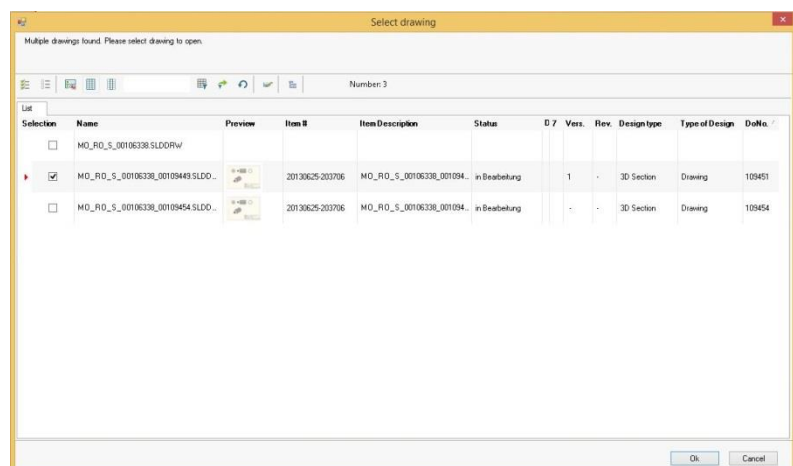 Select drawing
Multiple drawings found. Please select drawing to open.
Number: 3
List
Selection Name Preview Item # Item Description Status D 7 Vers. Rev. Design type Type of Design DoNo.
MO_RO_S_00106338.SLDDRW
MO_RO_S_00106338_00109449.SLDD... 20130625-203706 MO_RO_S_00106338_001094... in Bearbeitung 1 - 3D Section Drawing 109451
MO_RO_S_00106338_00109454.SLDD... 20130625-203706 MO_RO_S_00106338_001094... in Bearbeitung - - 3D Section Drawing 109454
Ok Cancel